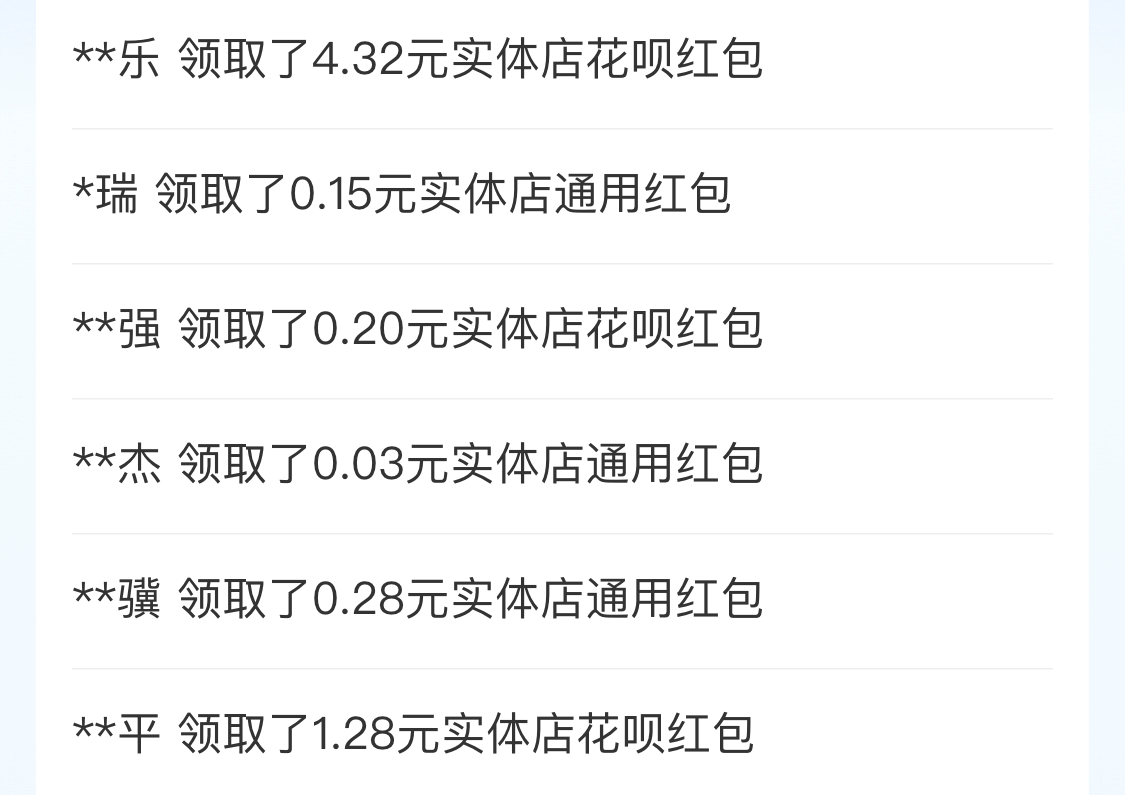 **乐 领取了4.32元实体店花呗红包
*瑞 领取了0.15元实体店通用红包
**强 领取了0.20元实体店花呗红包
**杰 领取了0.03元实体店通用红包
**骥 领取了0.28元实体店通用红包
**平 领取了1.28元实体店花呗红包